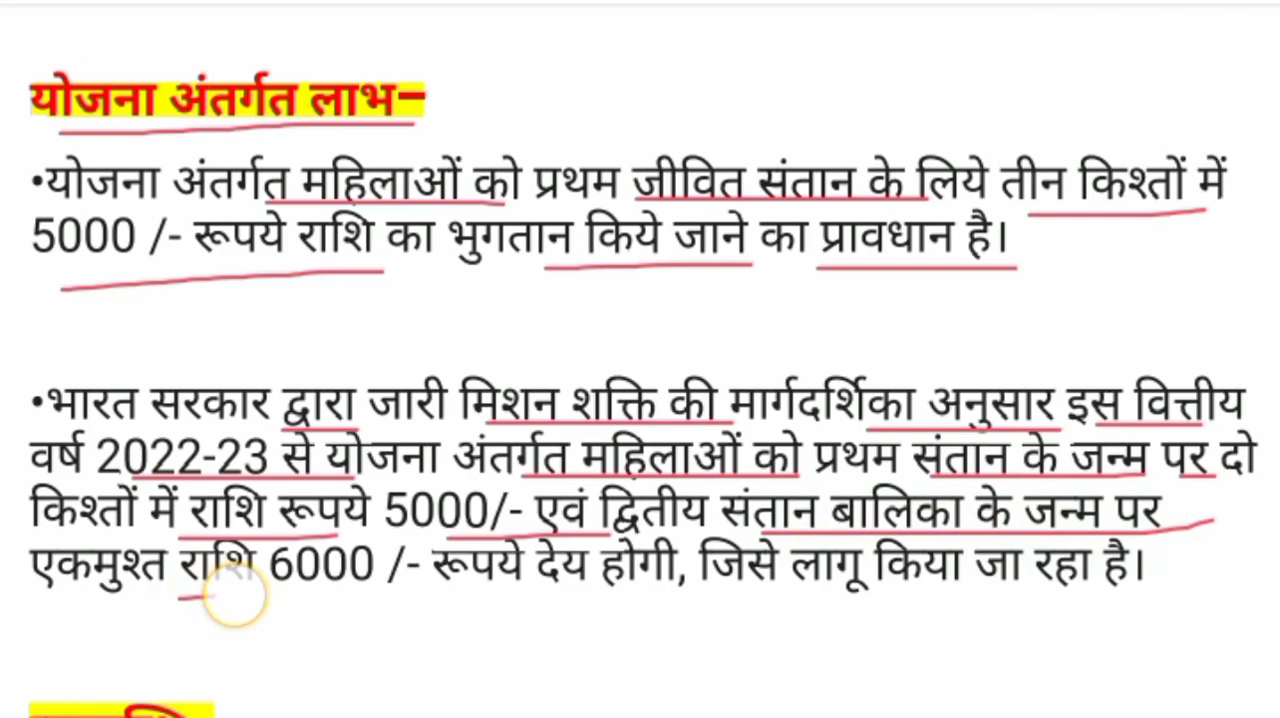 योजना अंतर्गत लाभ–
•योजना अंतर्गत महिलाओं को प्रथम जीवित संतान के लिये तीन किश्तों में
5000 /- रूपये राशि का भुगतान किये जाने का प्रावधान है।
•भारत सरकार द्वारा जारी मिशन शक्ति की मार्गदर्शिका अनुसार इस वित्तीय
वर्ष 2022-23 से योजना अंतर्गत महिलाओं को प्रथम संतान के जन्म पर दो
किश्तों में राशि रूपये 5000/- एवं द्वितीय संतान बालिका के जन्म पर
एकमुश्त राशि 6000 /- रूपये देय होगी, जिसे लागू किया जा रहा है।